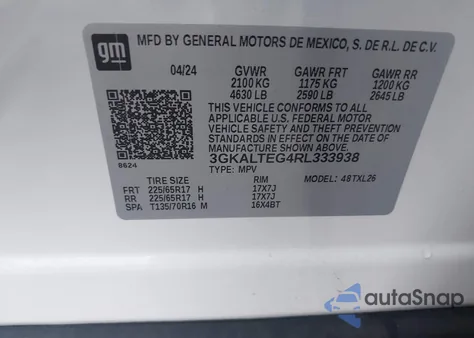 gm
MFD BY GENERAL MOTORS DE MEXICO, S. DE R.L. DE C.V.
04/24 GVWR GAWR FRT GAWR RR
2100 KG 1175 KG 1200 KG
4630 LB 2590 LB 2645 LB
THIS VEHICLE CONFORMS TO ALL
APPLICABLE U.S. FEDERAL MOTOR
VEHICLE SAFETY AND THEFT PREVENTION
STANDARDS IN EFFECT ON THE DATE OF
MANUFACTURE SHOWN ABOVE.
3GKALTEG4RL333938
8624 TYPE: MPV MODEL: 48TXL26
TIRE SIZE RIM
FRT 225/65R17 H 17X7J
RR 225/65R17 H 17X7J
SPA T135/70R16 M 16X4BT
autoSnap